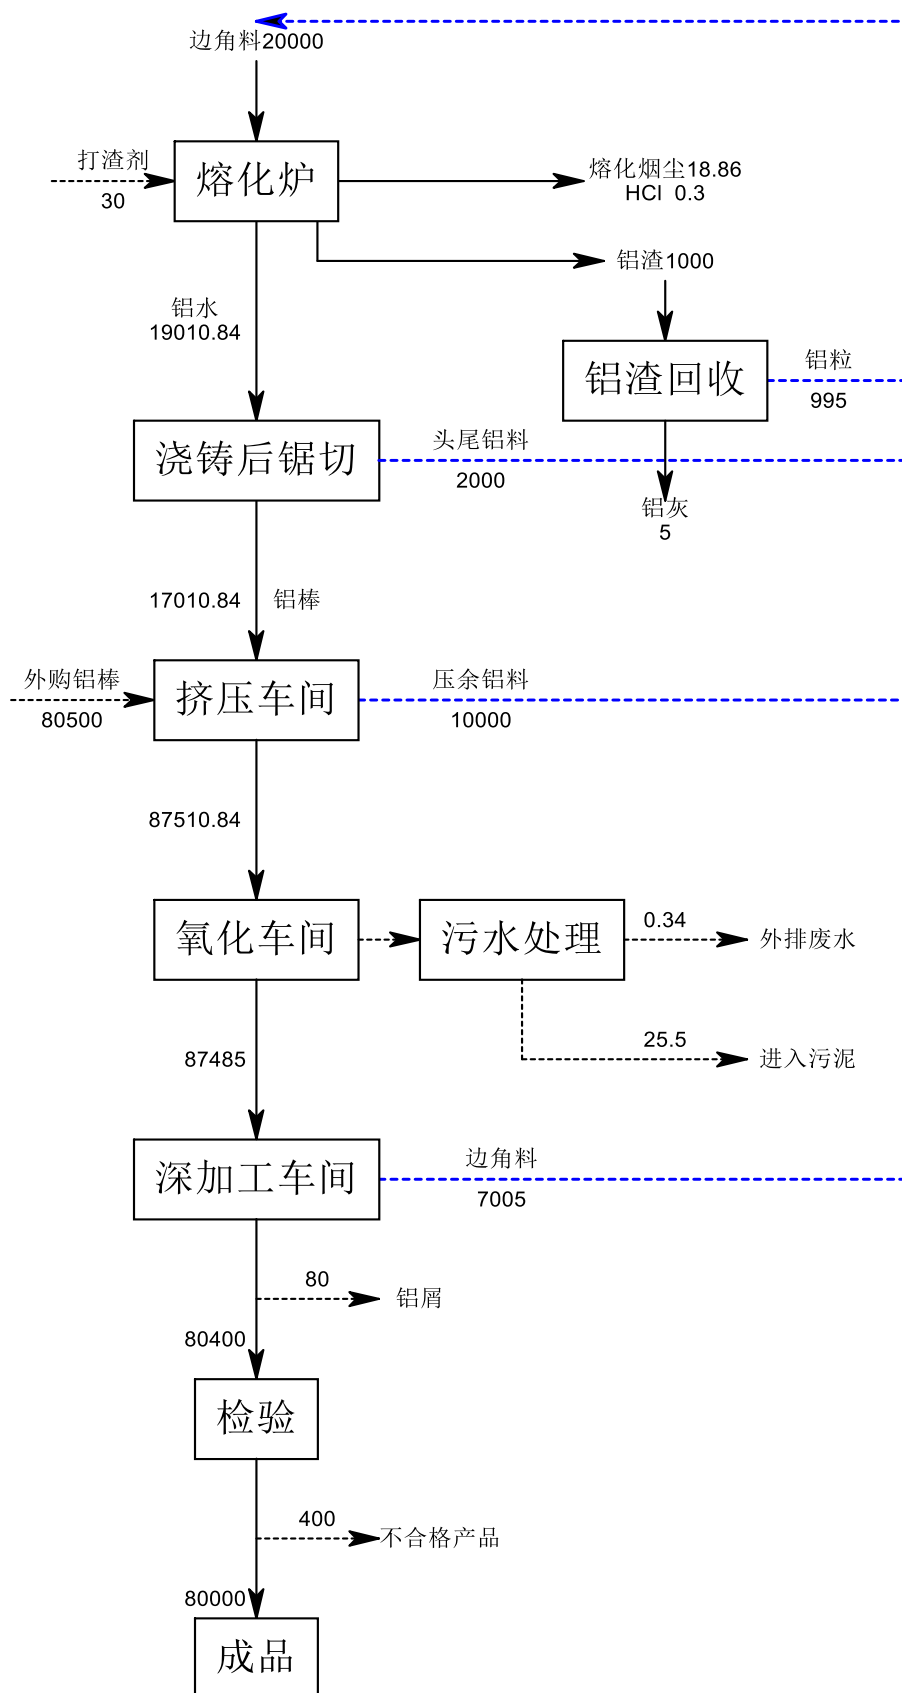 边角料20000
打渣剂
30
熔化炉
熔化烟尘18.86
HCl 0.3
铝渣1000
铝水
19010.84
铝渣回收
铝粒
995
浇铸后锯切
头尾铝料
2000
铝灰
5
17010.84
铝棒
外购铝棒
80500
挤压车间
压余铝料
10000
87510.84
氧化车间
污水处理
0.34
外排废水
25.5
进入污泥
87485
深加工车间
边角料
7005
80
铝屑
80400
检验
400
不合格产品
80000
成品